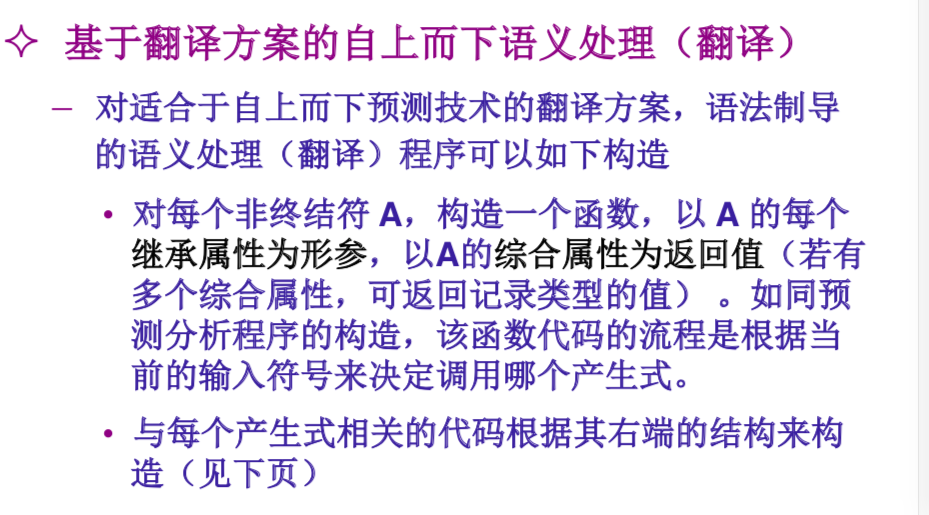 ✧ 基于翻译方案的自上而下语义处理（翻译）
– 对适合于自上而下预测技术的翻译方案，语法制导
的语义处理（翻译）程序可以如下构造
• 对每个非终结符 A，构造一个函数，以 A 的每个
继承属性为形参，以A的综合属性为返回值（若有
多个综合属性，可返回记录类型的值） 。如同预
测分析程序的构造，该函数代码的流程是根据当
前的输入符号来决定调用哪个产生式。
• 与每个产生式相关的代码根据其右端的结构来构
造（见下页）